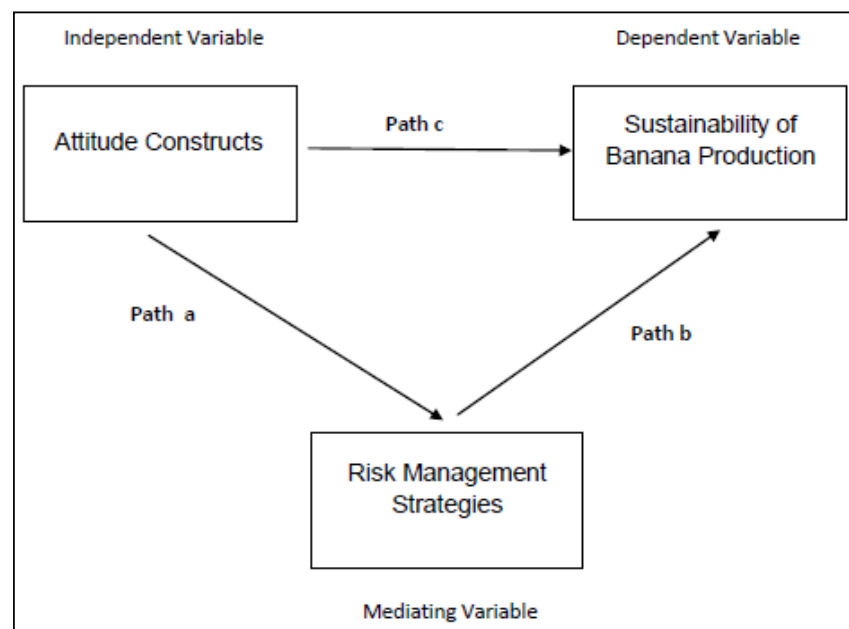 Independent Variable
Dependent Variable
Attitude Constructs
Path c
Sustainability of
Banana Production
Path a
Path b
Risk Management
Strategies
Mediating Variable